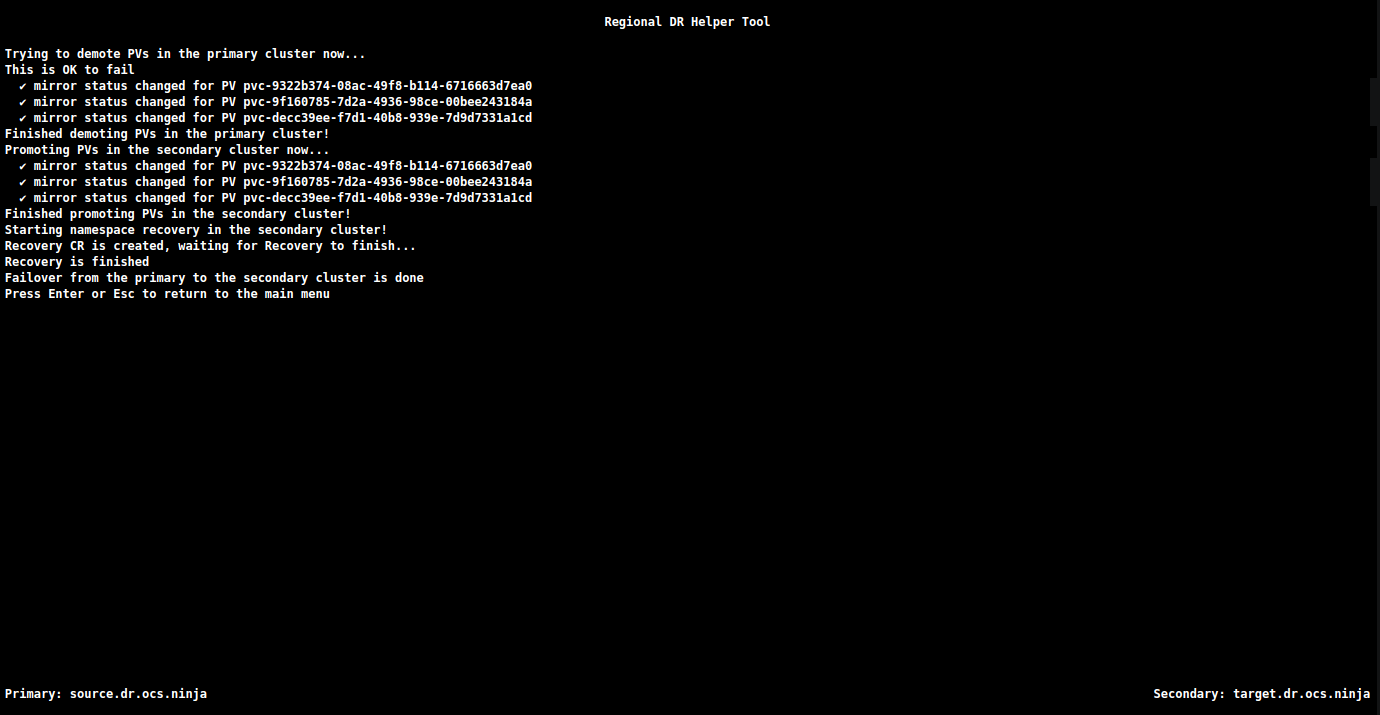 Regional DR Helper Tool
Trying to demote PVs in the primary cluster now...
This is OK to fail
✔ mirror status changed for PV pvc-9322b374-08ac-49f8-b114-6716663d7ea0
✔ mirror status changed for PV pvc-9f160785-7d2a-4936-98ce-00bee243184a
✔ mirror status changed for PV pvc-decc39ee-f7d1-40b8-939e-7d9d7331a1cd
Finished demoting PVs in the primary cluster!
Promoting PVs in the secondary cluster now...
✔ mirror status changed for PV pvc-9322b374-08ac-49f8-b114-6716663d7ea0
✔ mirror status changed for PV pvc-9f160785-7d2a-4936-98ce-00bee243184a
✔ mirror status changed for PV pvc-decc39ee-f7d1-40b8-939e-7d9d7331a1cd
Finished promoting PVs in the secondary cluster!
Starting namespace recovery in the secondary cluster!
Recovery CR is created, waiting for Recovery to finish...
Recovery is finished
Failover from the primary to the secondary cluster is done
Press Enter or Esc to return to the main menu
Primary: source.dr.ocs.ninja
Secondary: target.dr.ocs.ninja